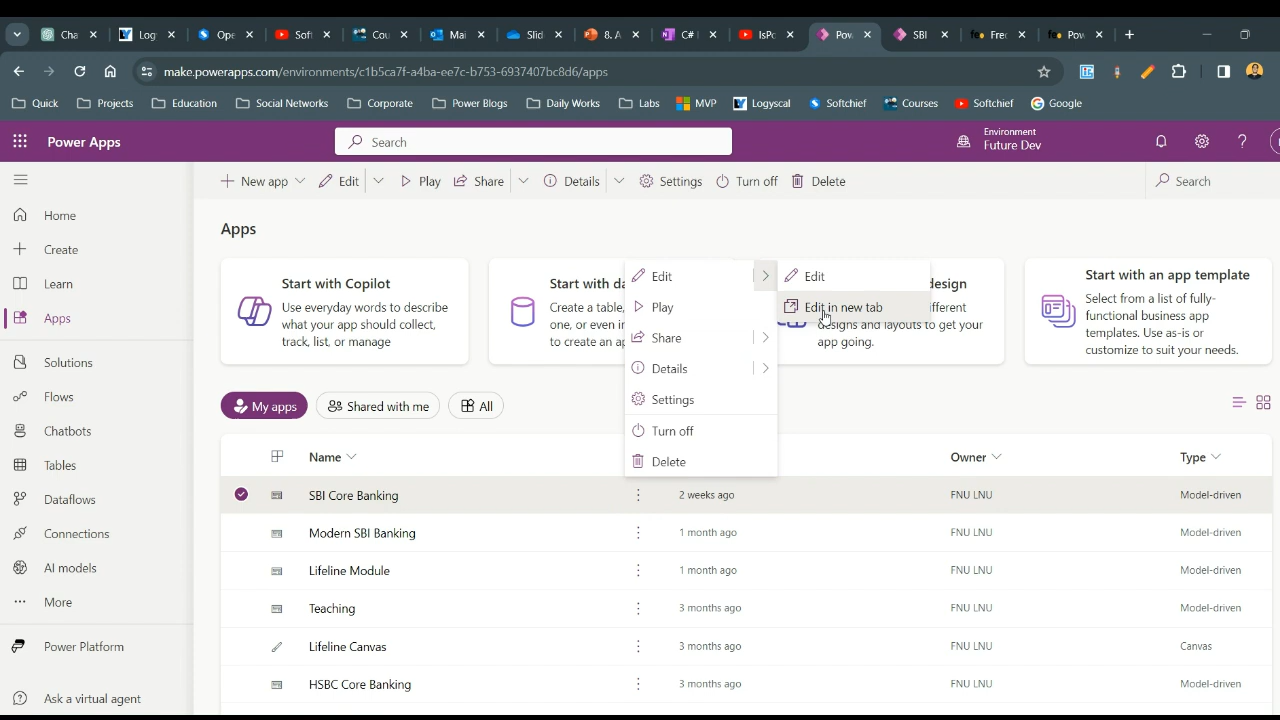 Cha
Log
Ope
Soft
Cou
Mai
Slid
8. A
C# !
IsPo
Pow
SBI
Free
Pow
make.powerapps.com/environments/c1b5ca7f-a4ba-ee7c-b753-6937407bc8d6/apps
Quick
Projects
Education
Social Networks
Corporate
Power Blogs
Daily Works
Labs
MVP
Logyscal
Softchief
Courses
Softchief
Google
Power Apps
Search
Environment
Future Dev
New app
Edit
Play
Share
Details
Settings
Turn off
Delete
Search
Home
Create
Learn
Apps
Solutions
Flows
Chatbots
Tables
Dataflows
Connections
AI models
More
Power Platform
Ask a virtual agent
Apps
Start with Copilot
Use everyday words to describe
what your app should collect,
track, list, or manage
Start with da
Create a table,
one, or even in
to create an ap
design
ifferent
designs and layouts to get your
app going.
Start with an app template
Select from a list of fully-
functional business app
templates. Use as-is or
customize to suit your needs.
Edit
Play
Share
Details
Settings
Turn off
Delete
Edit
Edit in new tab
My apps
Shared with me
All
Name
Owner
Type
SBI Core Banking
2 weeks ago
FNU LNU
Model-driven
Modern SBI Banking
1 month ago
FNU LNU
Model-driven
Lifeline Module
1 month ago
FNU LNU
Model-driven
Teaching
3 months ago
FNU LNU
Model-driven
Lifeline Canvas
3 months ago
FNU LNU
Canvas
HSBC Core Banking
3 months ago
FNU LNU
Model-driven